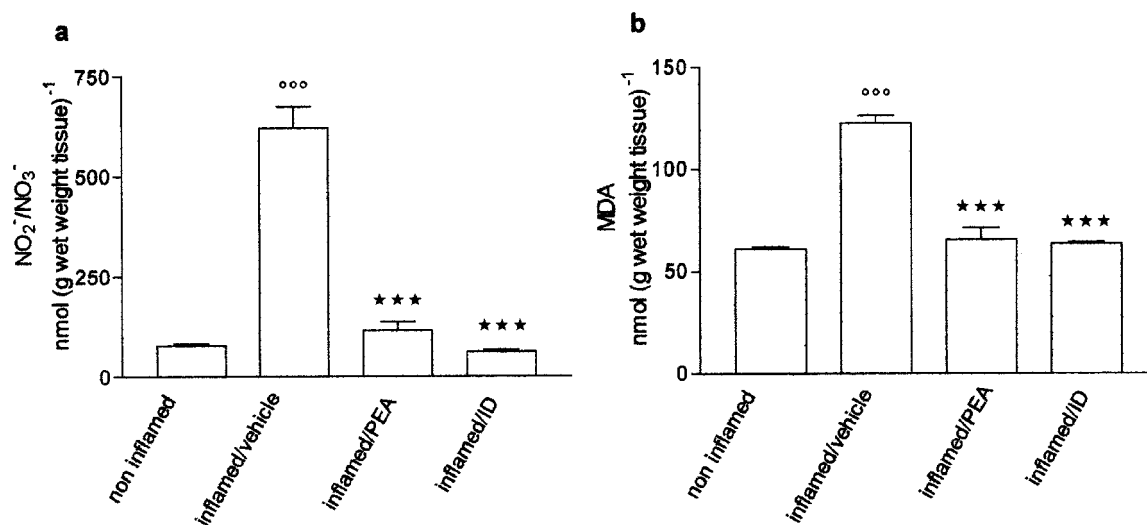 a
NO₂⁻/NO₃⁻
nmol (g wet weight tissue)⁻¹
750
500
250
0
°°°
★★★
★★★
non inflamed
inflamed/vehicle
inflamed/PEA
inflamed/ID
b
MDA
nmol (g wet weight tissue)⁻¹
150
100
50
0
°°°
★★★
★★★
non inflamed
inflamed/vehicle
inflamed/PEA
inflamed/ID